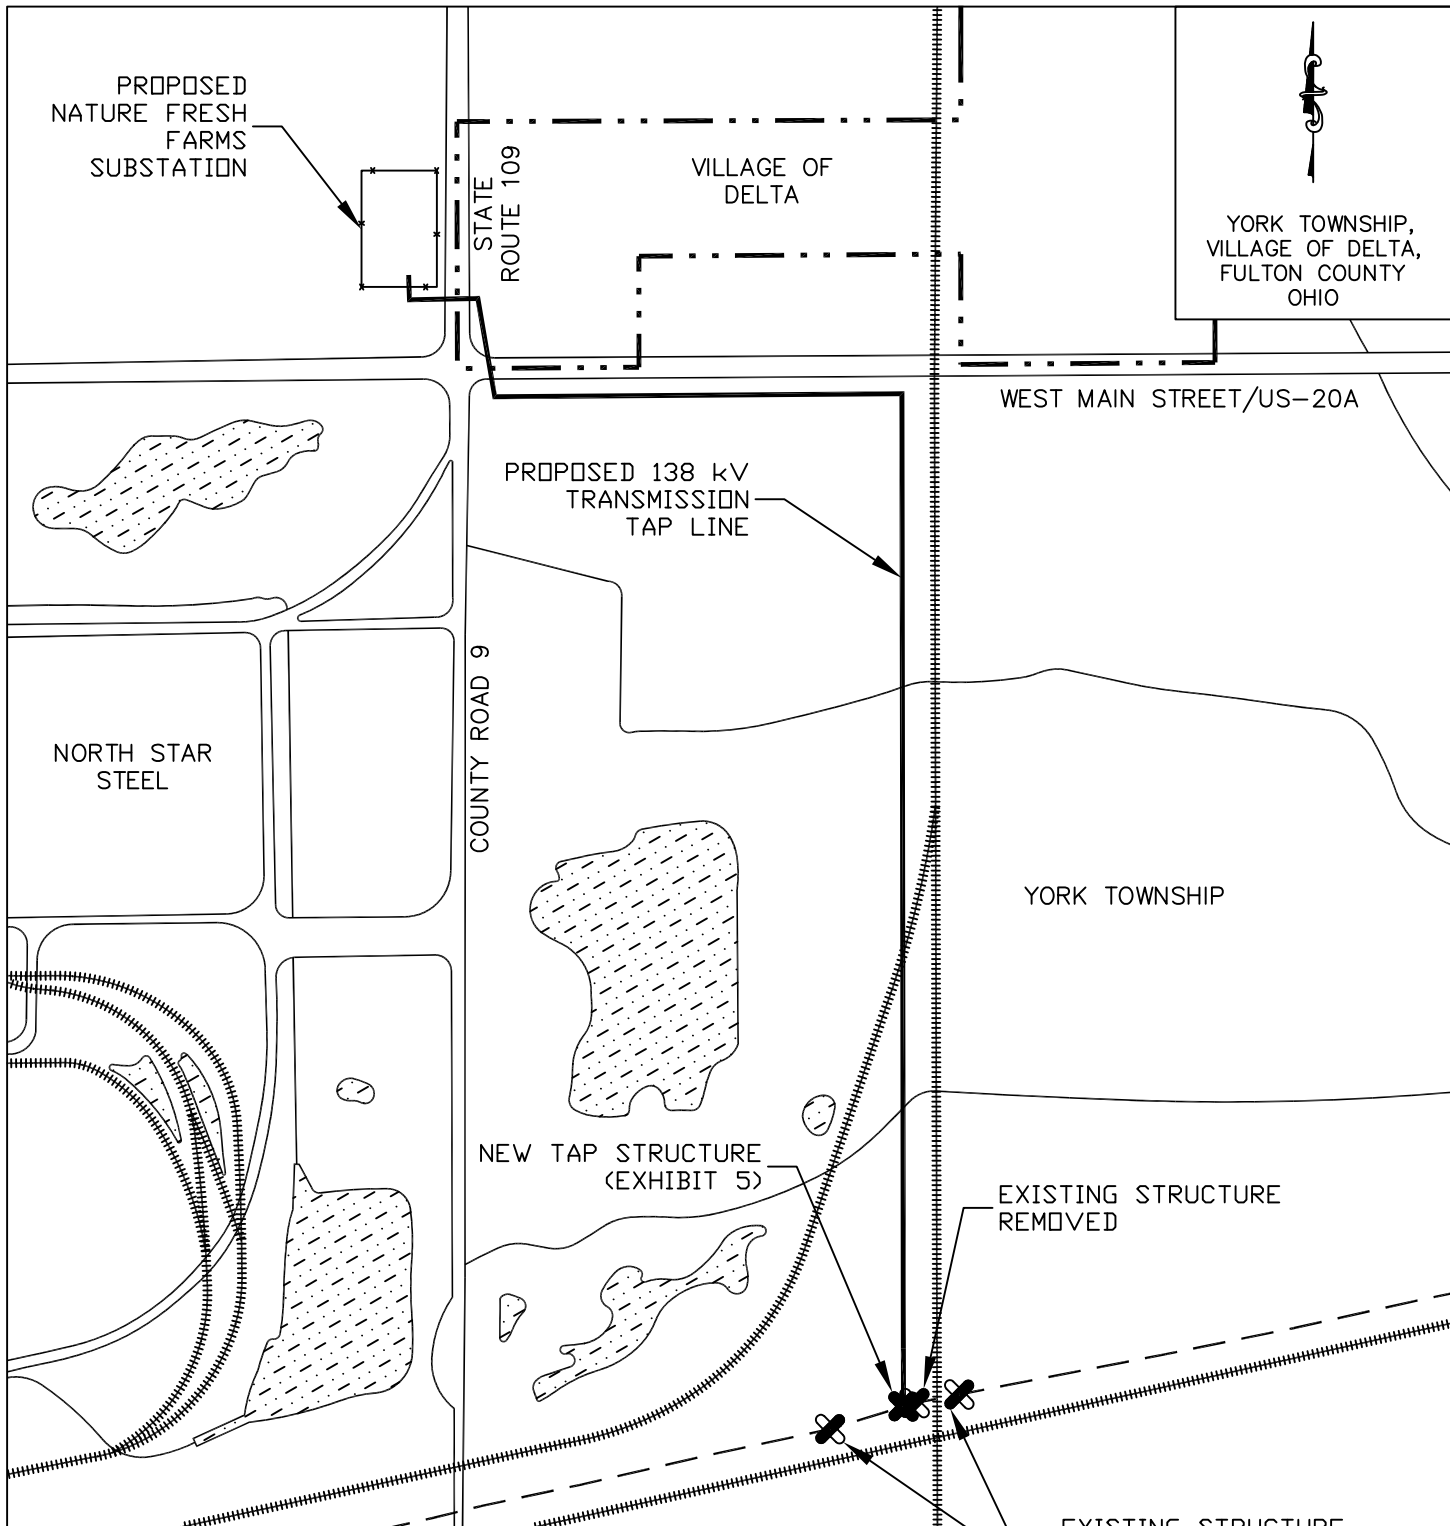 PROPOSED
NATURE FRESH
FARMS
SUBSTATION
STATE
ROUTE 109
VILLAGE OF
DELTA
YORK TOWNSHIP,
VILLAGE OF DELTA,
FULTON COUNTY
OHIO
WEST MAIN STREET/US-20A
PROPOSED 138 kV
TRANSMISSION
TAP LINE
COUNTY ROAD 9
NORTH STAR
STEEL
YORK TOWNSHIP
NEW TAP STRUCTURE
(EXHIBIT 5)
EXISTING STRUCTURE
REMOVED
EXISTING STRUCTURE